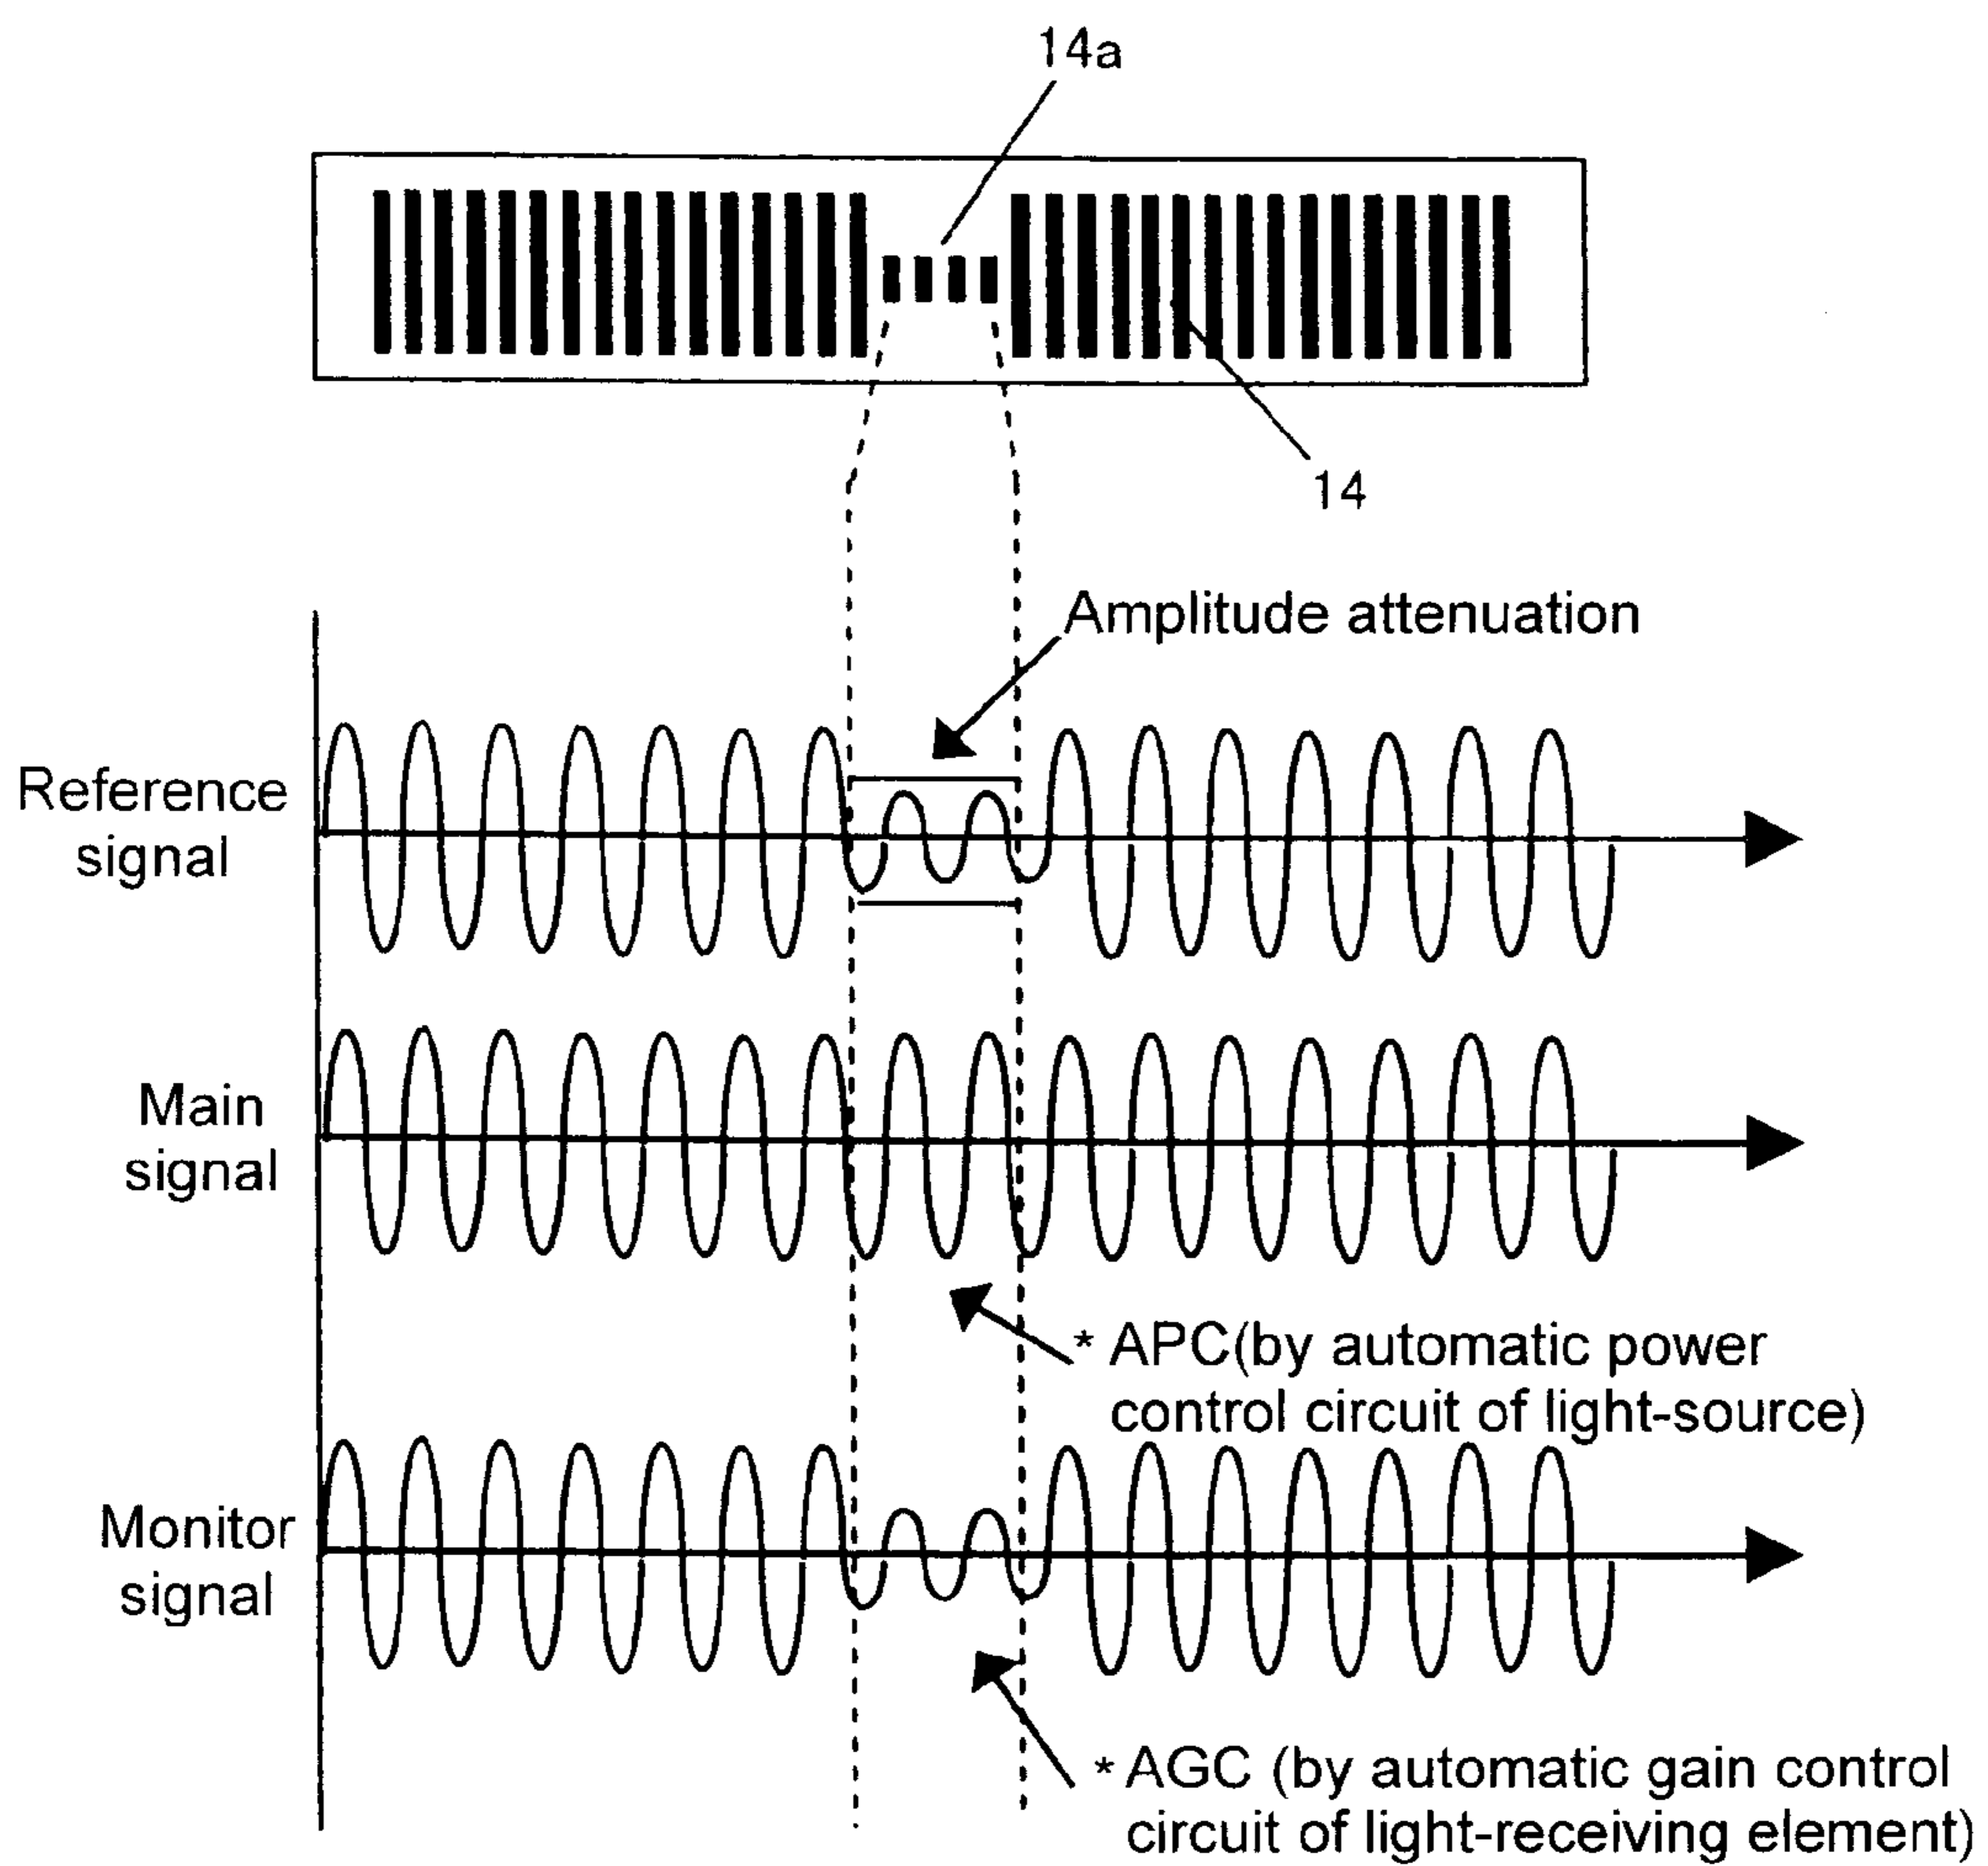 14a
14
Amplitude attenuation
Reference
signal
Main
signal
* APC(by automatic power
control circuit of light-source)
Monitor
signal
* AGC (by automatic gain control
circuit of light-receiving element)